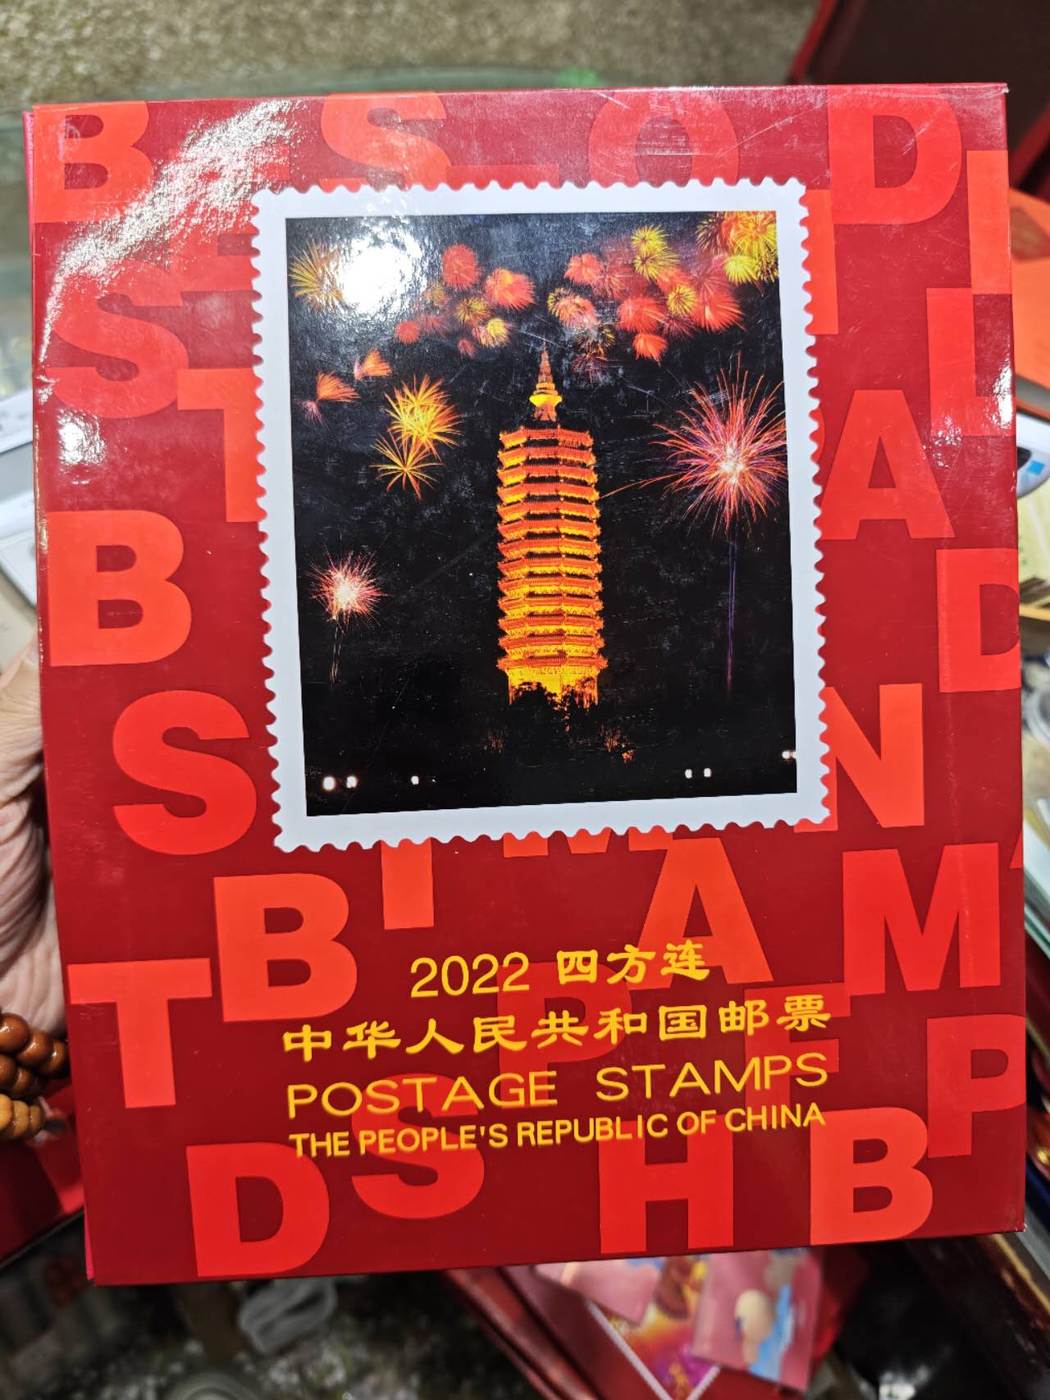 2022 四方连
中华人民共和国邮票
POSTAGE STAMPS
THE PEOPLE'S REPUBLIC OF CHINA